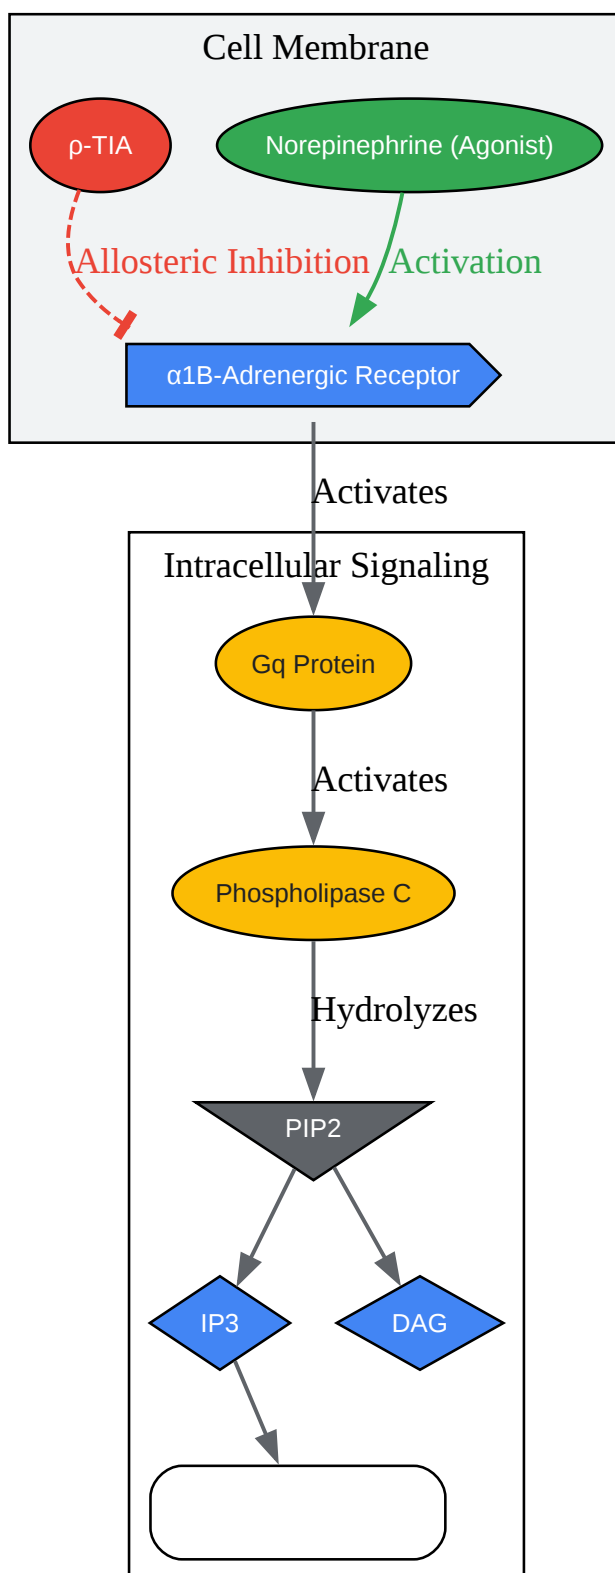 Cell Membrane
ρ-TIA
Norepinephrine (Agonist)
Allosteric Inhibition
Activation
α1B-Adrenergic Receptor
Activates
Intracellular Signaling
Gq Protein
Activates
Phospholipase C
Hydrolyzes
PIP2
IP3
DAG